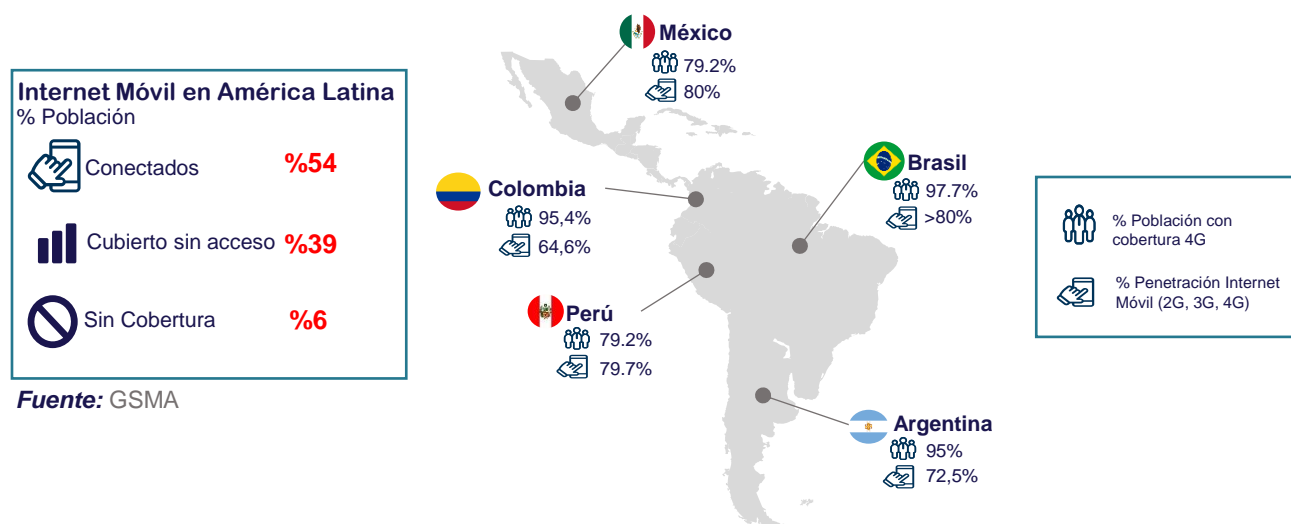 Internet Móvil en América Latina
% Población
Conectados %54
Cubierto sin acceso %39
Sin Cobertura %6
Fuente: GSMA
México
79.2%
80%
Brasil
97.7%
>80%
Colombia
95,4%
64,6%
Perú
79.2%
79.7%
Argentina
95%
72,5%
% Población con
cobertura 4G
% Penetración Internet
Móvil (2G, 3G, 4G)